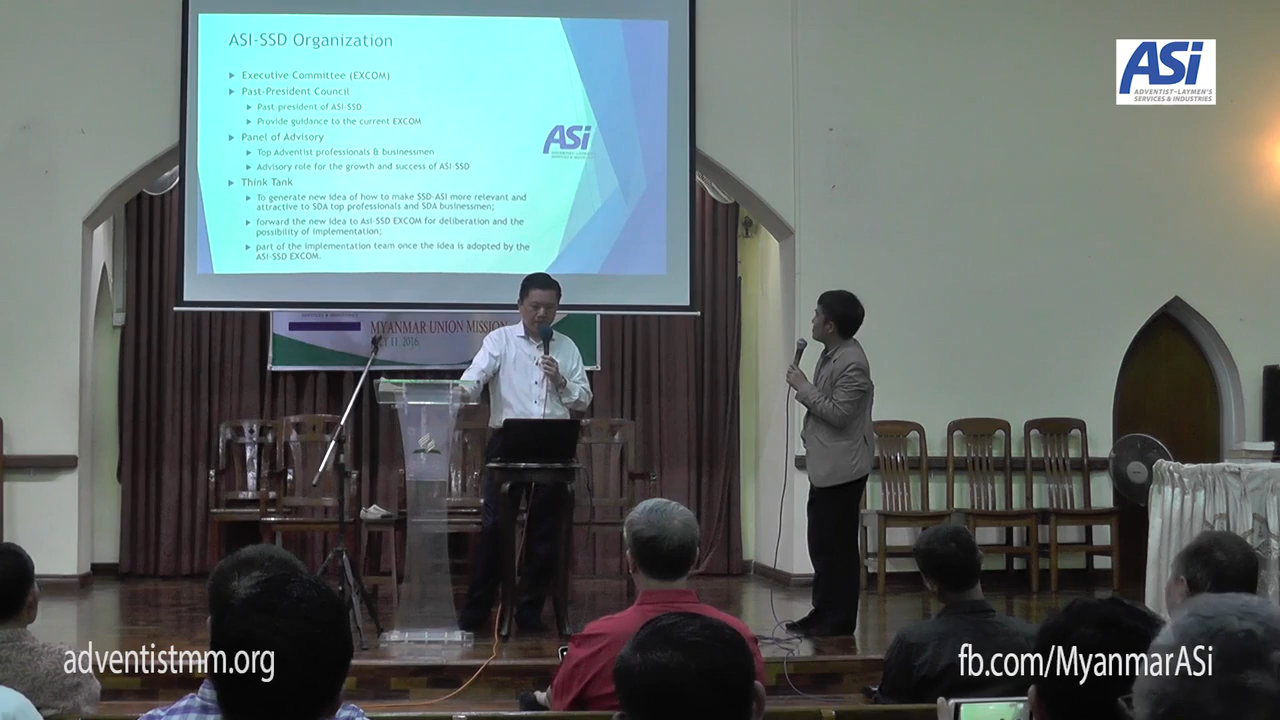 ASI-SSD Organization
Executive Committee (EXCOM)
Past-President Council
Past-president of ASI-SSD
Provide guidance to the current EXCOM
Panel of Advisory
Top Adventist professionals & businessmen
Advisory role for the growth and success of ASI-SSD
Think Tank
To generate new idea of how to make SSD-ASI more relevant and
attractive to SDA top professionals and SDA businessmen;
forward the new idea to Asi-SSD EXCOM for deliberation and the
possibility of implementation;
part of the implementation team once the idea is adopted by the
ASI-SSD EXCOM.
ASi
ASi
ADVENTIST-LAYMEN'S
SERVICES & INDUSTRIES
SERVICES & INDUSTRIES
MYANMAR UNION MISSION
11, 2016
adventistmm.org
fb.com/MyanmarASi